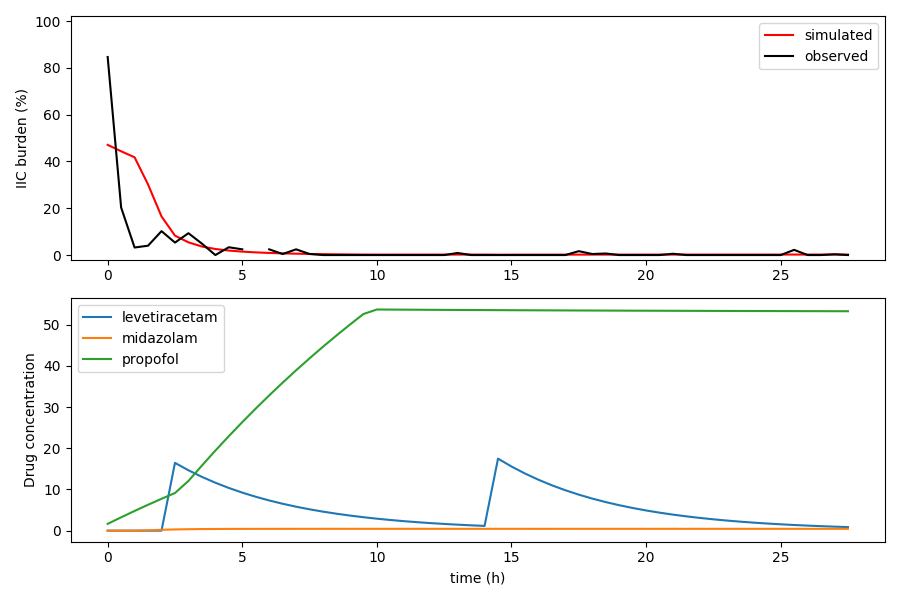 100
80
60
40
20
0
IIC burden (%)
simulated
observed
0 5 10 15 20 25
50
40
30
20
10
0
Drug concentration
levetiracetam
midazolam
propofol
0 5 10 15 20 25
time (h)